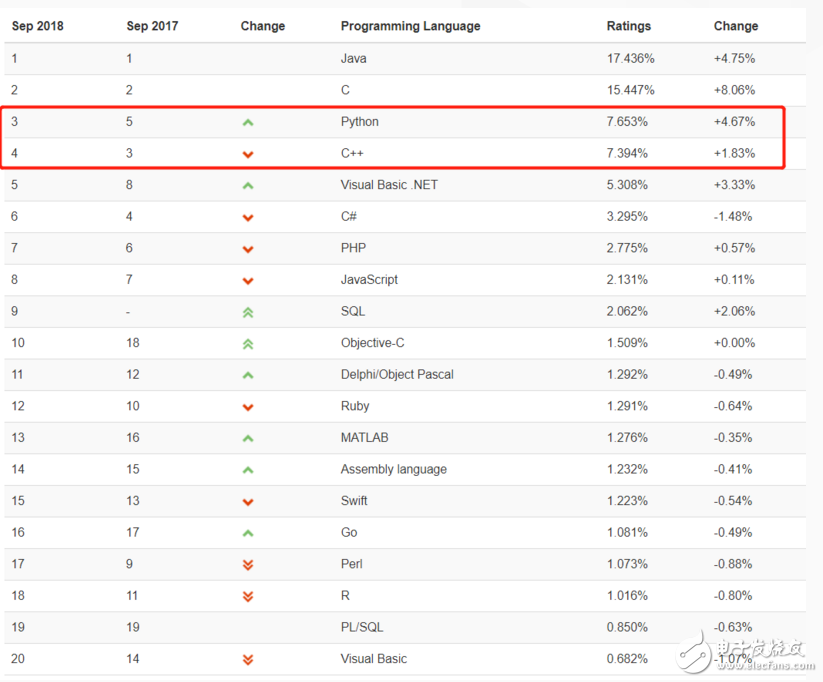 Sep 2018 Sep 2017 Change Programming Language Ratings Change
1 1 Java 17.436% +4.75%
2 2 C 15.447% +8.06%
3 5 Python 7.653% +4.67%
4 3 C++ 7.394% +1.83%
5 8 Visual Basic .NET 5.308% +3.33%
6 4 C# 3.295% -1.48%
7 6 PHP 2.775% +0.57%
8 7 JavaScript 2.131% +0.11%
9 - SQL 2.062% +2.06%
10 18 Objective-C 1.509% +0.00%
11 12 Delphi/Object Pascal 1.292% -0.49%
12 10 Ruby 1.291% -0.64%
13 16 MATLAB 1.276% -0.35%
14 15 Assembly language 1.232% -0.41%
15 13 Swift 1.223% -0.54%
16 17 Go 1.081% -0.49%
17 9 Perl 1.073% -0.88%
18 11 R 1.016% -0.80%
19 19 PL/SQL 0.850% -0.63%
20 14 Visual Basic 0.682% -1.07%
电子发烧友
www.elecfans.com